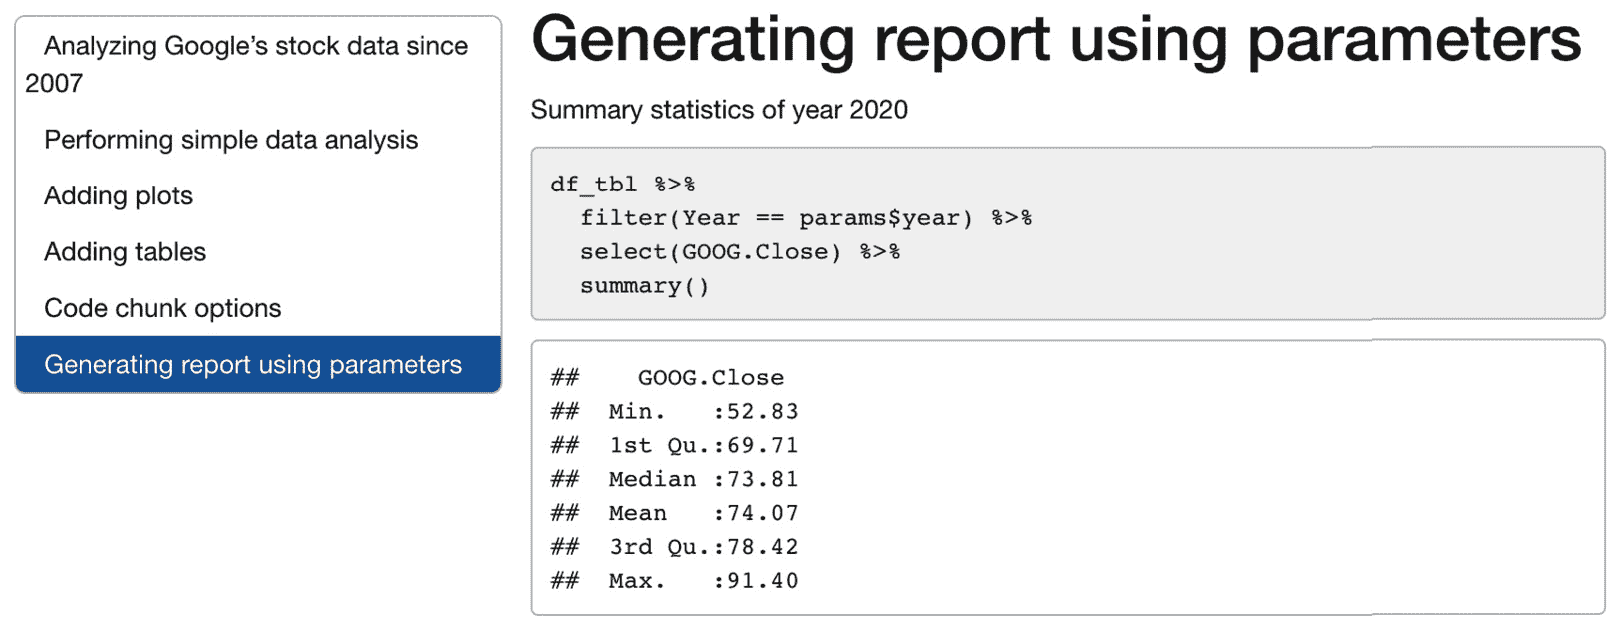 Analyzing Google’s stock data since
2007
Performing simple data analysis
Adding plots
Adding tables
Code chunk options
Generating report using parameters
Generating report using parameters
Summary statistics of year 2020
df_tbl %>%
  filter(Year == params$year) %>%
  select(GOOG.Close) %>%
  summary()
##    GOOG.Close
##  Min.   :52.83
##  1st Qu.:69.71
##  Median :73.81
##  Mean   :74.07
##  3rd Qu.:78.42
##  Max.   :91.40